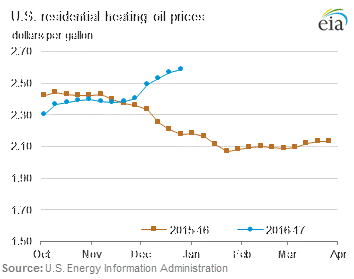 U.S. residential heating oil prices
dollars per gallon
eia
2.70
2.50
2.30
2.10
1.90
1.70
1.50
Oct Nov Dec Jan Feb Mar Apr
2015-16 2016-17
Source: U.S. Energy Information Administration